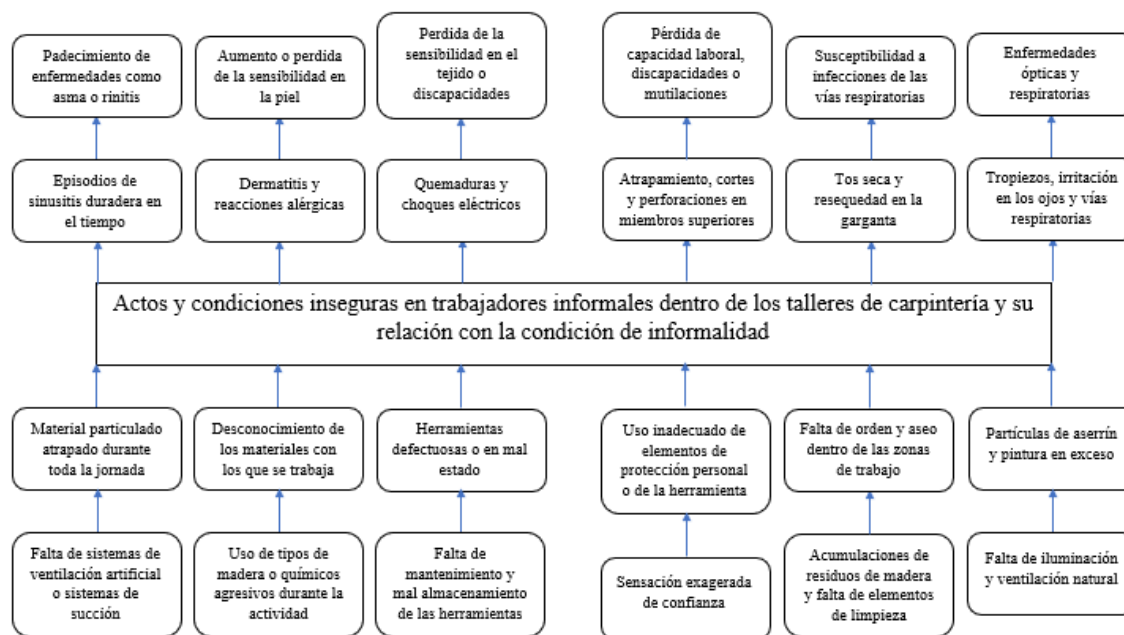 Padecimiento de
enfermedades como
asma o rinitis
Aumento o perdida
de la sensibilidad en
la piel
Perdida de la
sensibilidad en el
tejido o
discapacidades
Pérdida de
capacidad laboral,
discapacidades o
mutilaciones
Susceptibilidad a
infecciones de las
vías respiratorias
Enfermedades
ópticas y
respiratorias
Episodios de
sinusitis duradera en
el tiempo
Dermatitis y
reacciones alérgicas
Quemaduras y
choques eléctricos
Atrapamiento, cortes
y perforaciones en
miembros superiores
Tos seca y
resequedad en la
garganta
Tropiezos, irritación
en los ojos y vías
respiratorias
Actos y condiciones inseguras en trabajadores informales dentro de los talleres de carpintería y su
relación con la condición de informalidad
Material particulado
atrapado durante
toda la jornada
Desconocimiento de
los materiales con
los que se trabaja
Herramientas
defectuosas o en mal
estado
Uso inadecuado de
elementos de
protección personal
o de la herramienta
Falta de orden y aseo
dentro de las zonas
de trabajo
Partículas de aserrín
y pintura en exceso
Falta de sistemas de
ventilación artificial
o sistemas de
succión
Uso de tipos de
madera o químicos
agresivos durante la
actividad
Falta de
mantenimiento y
mal almacenamiento
de las herramientas
Sensación exagerada
de confianza
Acumulaciones de
residuos de madera
y falta de elementos
de limpieza
Falta de iluminación
y ventilación natural